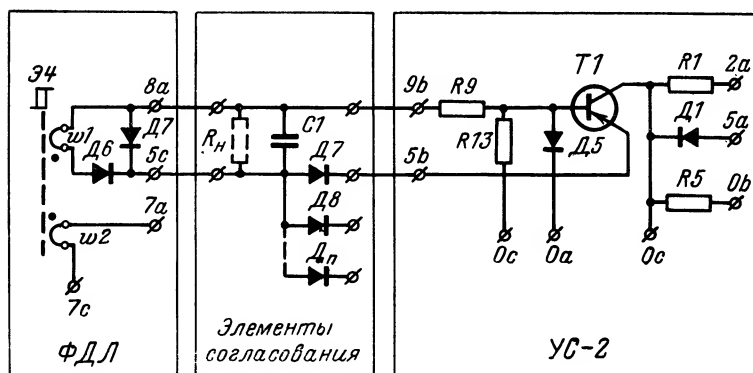 Э4
w1
Д6
Д7
8a
5c
w2
7a
7c
ФДЛ
Rн
C1
Д7
Д8
Дп
Элементы
согласования
9b
5b
R9
R13
Д5
T1
R1
2a
Д1
5a
R5
0b
0c
0a
0c
УС-2